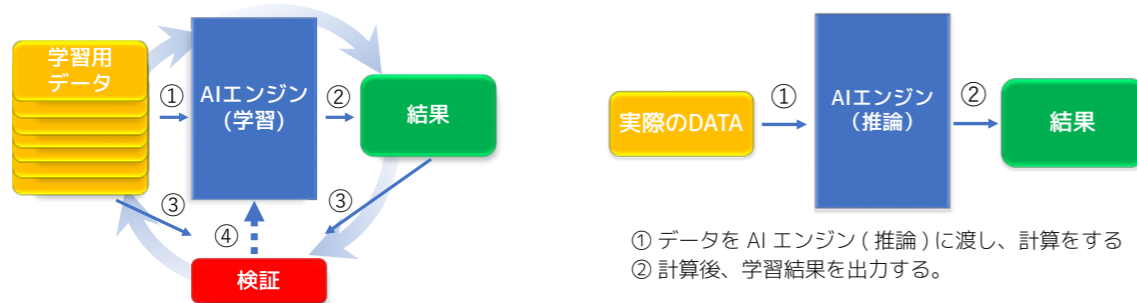 学習用
データ
①
AIエンジン
(学習)
②
結果
③
③
④
検証
実際のDATA
①
AIエンジン
（推論）
②
結果
① データを AI エンジン ( 推論 ) に渡し、計算をする
② 計算後、学習結果を出力する。